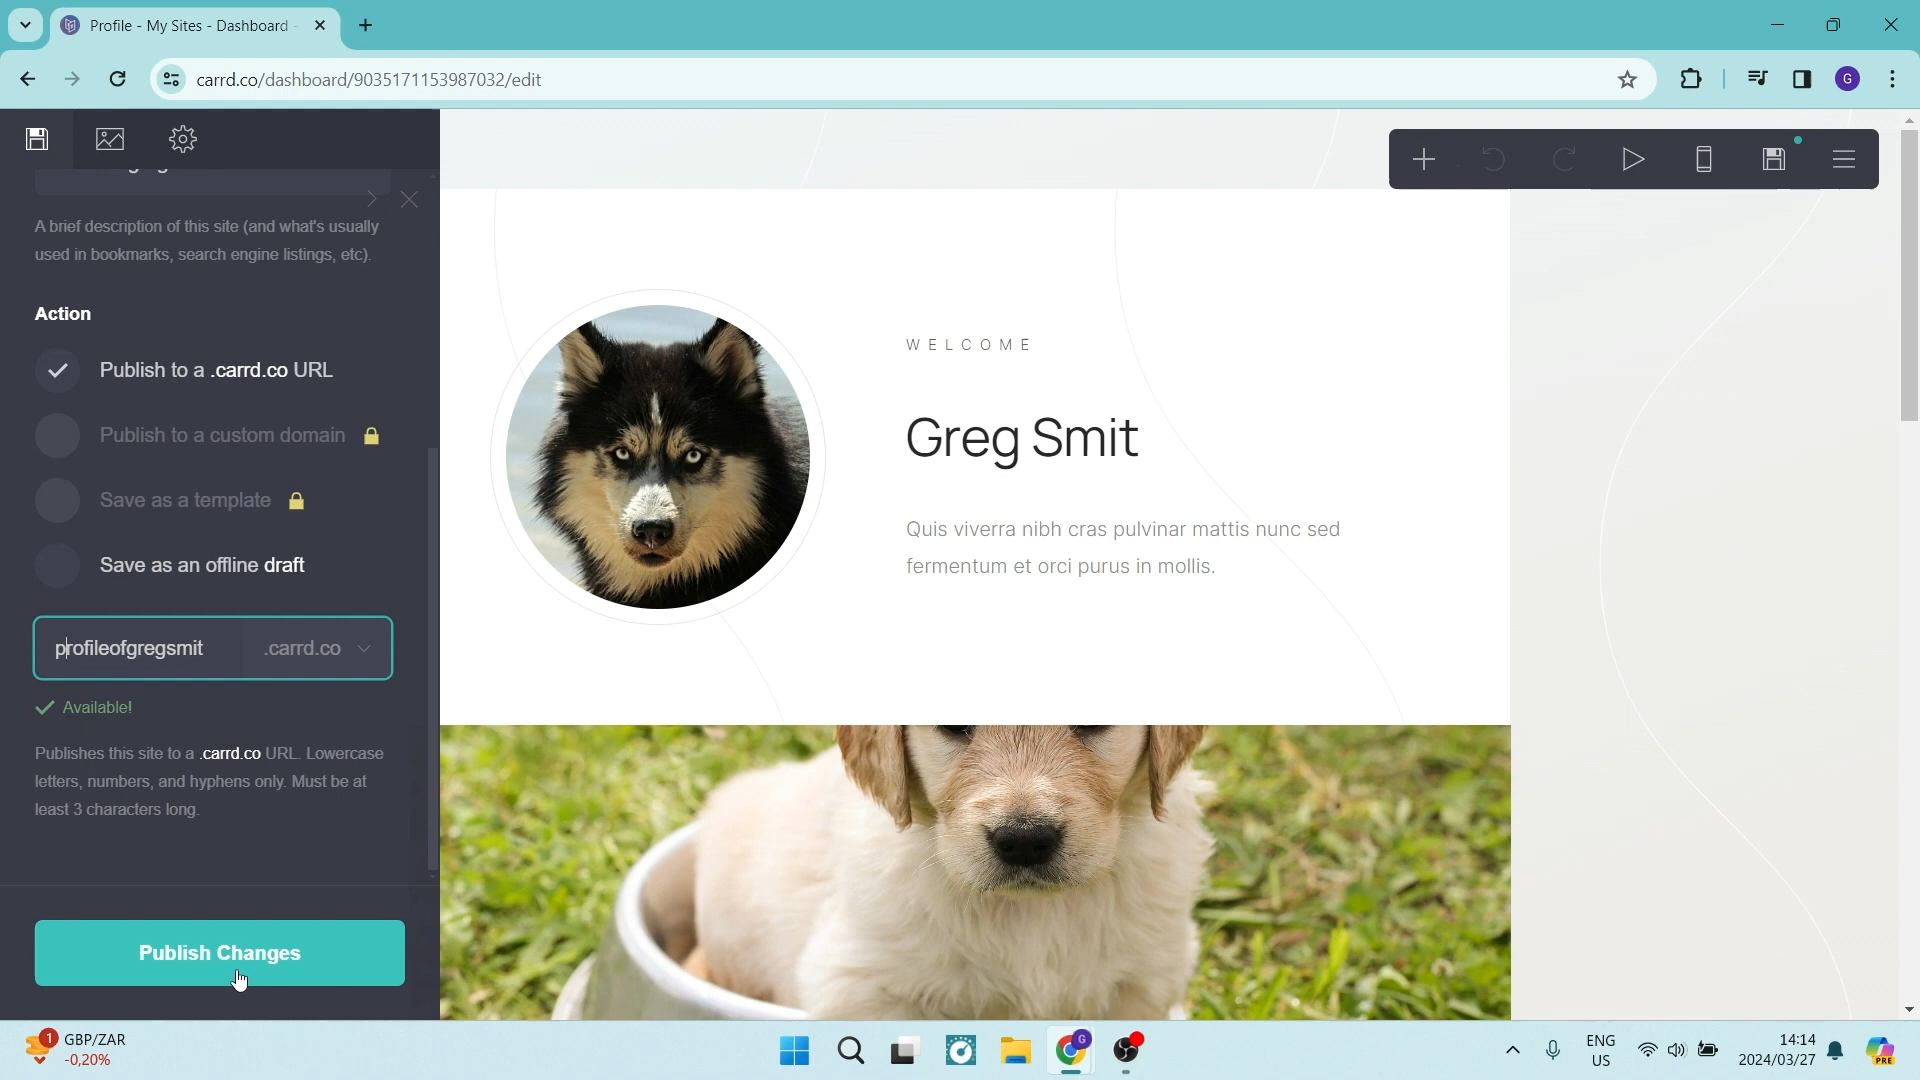 Profile - My Sites - Dashboard -
carrd.co/dashboard/9035171153987032/edit
G
A brief description of this site (and what's usually
used in bookmarks, search engine listings, etc).
Action
Publish to a .carrd.co URL
Publish to a custom domain
Save as a template
Save as an offline draft
profileofgregsmit
.carrd.co
Available!
Publishes this site to a .carrd.co URL. Lowercase
letters, numbers, and hyphens only. Must be at
least 3 characters long.
Publish Changes
WELCOME
Greg Smit
Quis viverra nibh cras pulvinar mattis nunc sed
fermentum et orci purus in mollis.
1
GBP/ZAR
-0,20%
G
ENG
US
14:14
2024/03/27
PRE